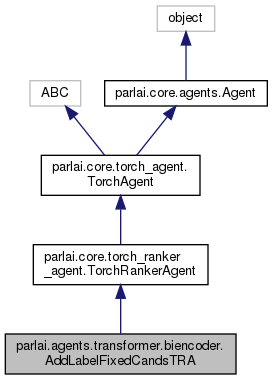 object
ABC
parlai.core.agents.Agent
parlai.core.torch_agent.
TorchAgent
parlai.core.torch_ranker
_agent.TorchRankerAgent
parlai.agents.transformer.biencoder.
AddLabelFixedCandsTRA